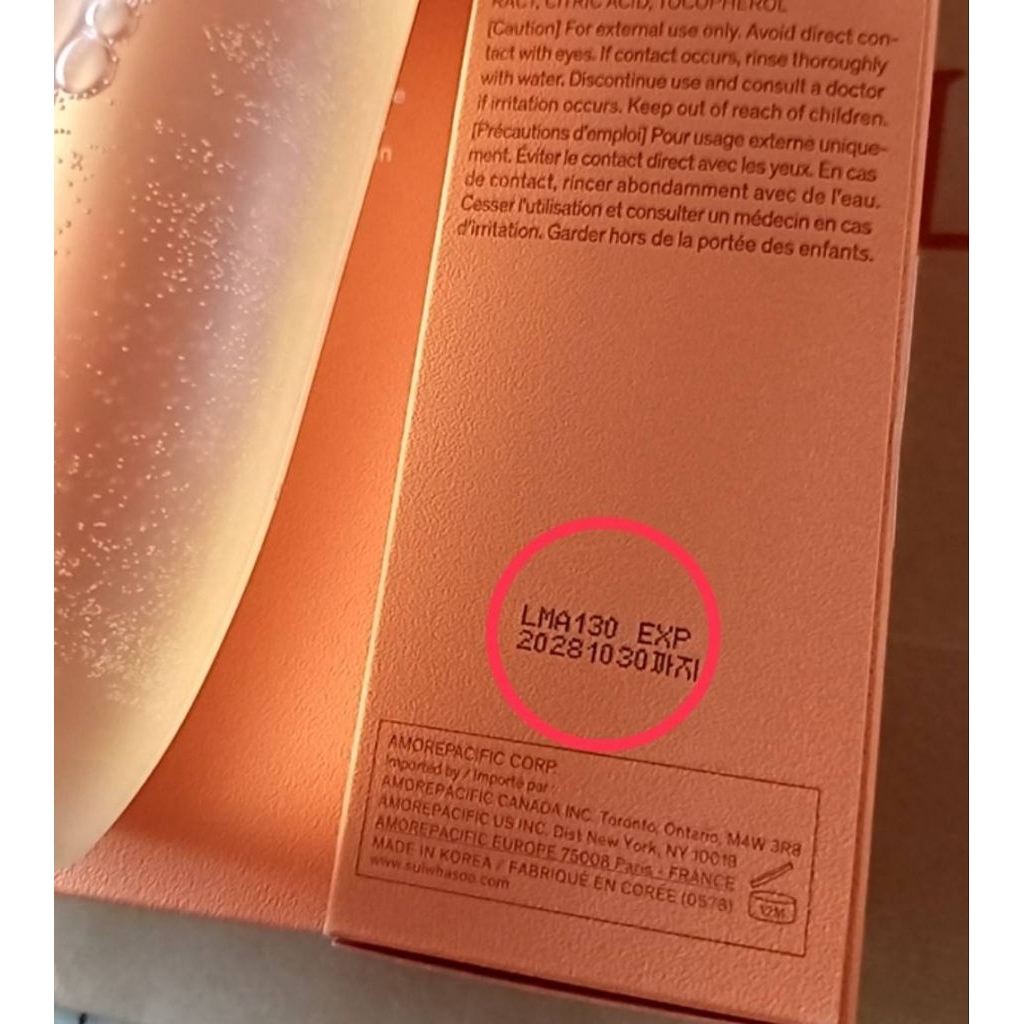 RACT, CITRIC ACID, TOCOPHEROL
[Caution] For external use only. Avoid direct con-
tact with eyes. If contact occurs, rinse thoroughly
with water. Discontinue use and consult a doctor
if irritation occurs. Keep out of reach of children.
[Précautions d'emploi] Pour usage externe unique-
ment. Éviter le contact direct avec les yeux. En cas
de contact, rincer abondamment avec de l'eau.
Cesser l'utilisation et consulter un médecin en cas
d'irritation. Garder hors de la portée des enfants.
LMA130 EXP
20281030까지
AMOREPACIFIC CORP.
Imported by / Importé par :
AMOREPACIFIC CANADA INC. Toronto, Ontario, M4W 3R8
AMOREPACIFIC US INC. Dist New York, NY 10018
AMOREPACIFIC EUROPE 75008 Paris - FRANCE
MADE IN KOREA / FABRIQUÉ EN CORÉE (0578)
www.sulwhasoo.com
12M